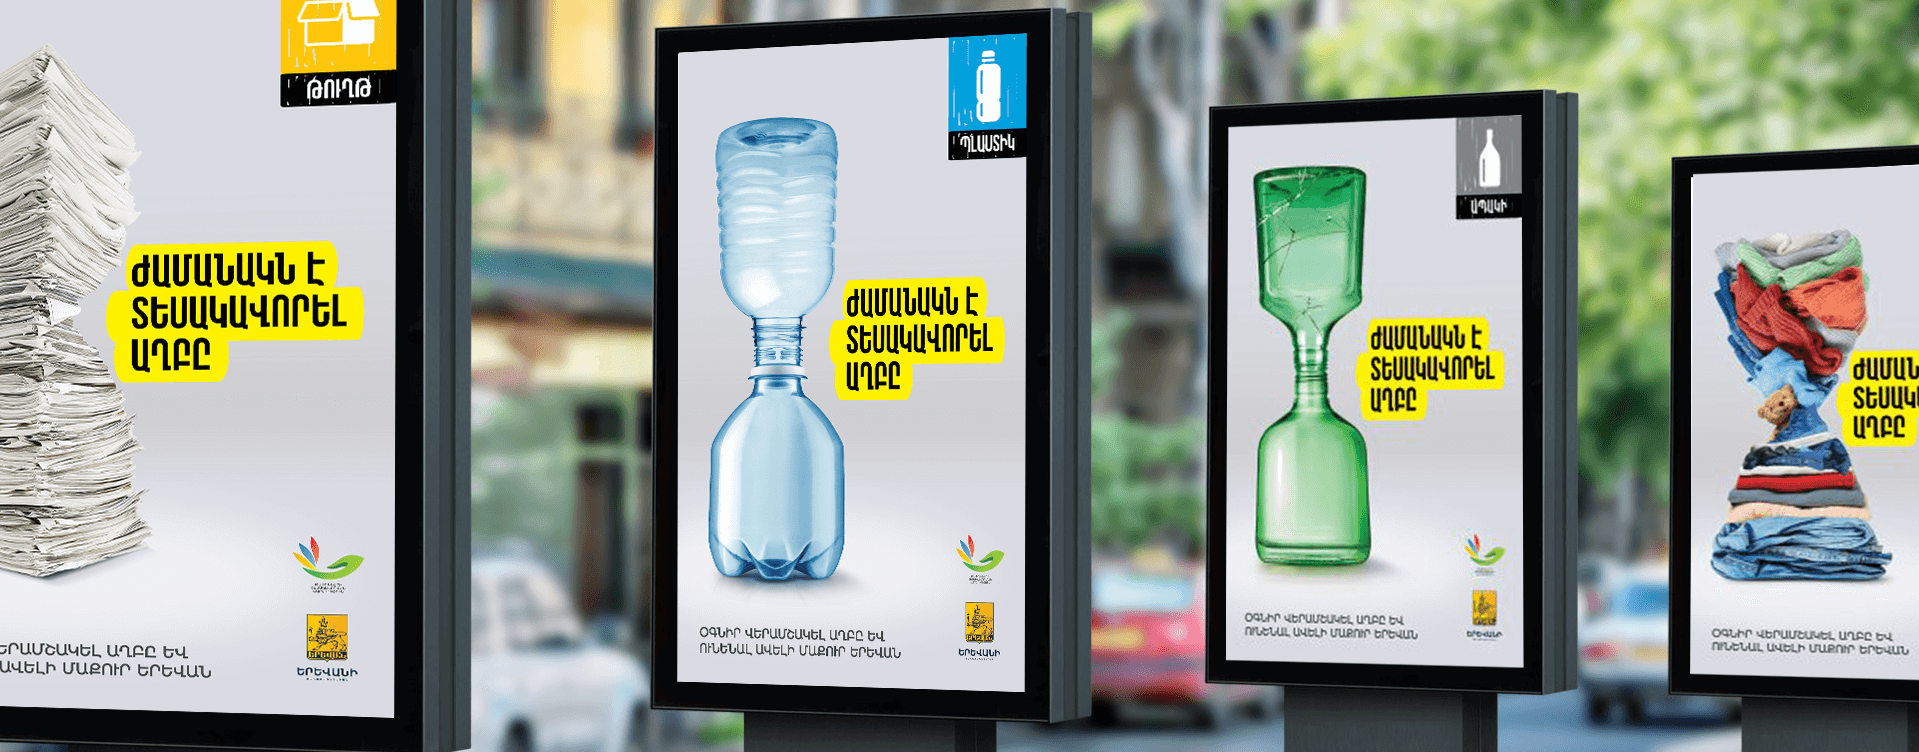 ԹՈՒՂԹ
ԺԱՄԱՆԱԿՆ Է
ՏԵՍԱԿԱՎՈՐԵԼ
ԱՂԲԸ
ԵՐԱՄՇԱԿԵԼ ԱՂԲԸ ԵՎ
ԱՎԵԼԻ ՄԱՔՈՒՐ ԵՐԵՎԱՆ
ԵՐԵՎԱՆԻ
ՊԼԱՍՏԻԿ
ԺԱՄԱՆԱԿՆ Է
ՏԵՍԱԿԱՎՈՐԵԼ
ԱՂԲԸ
ՕԳՆԻՐ ՎԵՐԱՄՇԱԿԵԼ ԱՂԲԸ ԵՎ
ՈՒՆԵՆԱԼ ԱՎԵԼԻ ՄԱՔՈՒՐ ԵՐԵՎԱՆ
ԵՐԵՎԱՆԻ
ԱՊԱԿԻ
ԺԱՄԱՆԱԿՆ Է
ՏԵՍԱԿԱՎՈՐԵԼ
ԱՂԲԸ
ՕԳՆԻՐ ՎԵՐԱՄՇԱԿԵԼ ԱՂԲԸ ԵՎ
ՈՒՆԵՆԱԼ ԱՎԵԼԻ ՄԱՔՈՒՐ ԵՐԵՎԱՆ
ԵՐԵՎԱՆԻ
ԺԱՄԱՆ
ՏԵՍԱԿ
ԱՂԲԸ
ՕԳՆԻՐ ՎԵՐԱՄՇԱԿԵԼ ԱՂԲԸ ԵՎ
ՈՒՆԵՆԱԼ ԱՎԵԼԻ ՄԱՔՈՒՐ ԵՐԵՎԱՆ